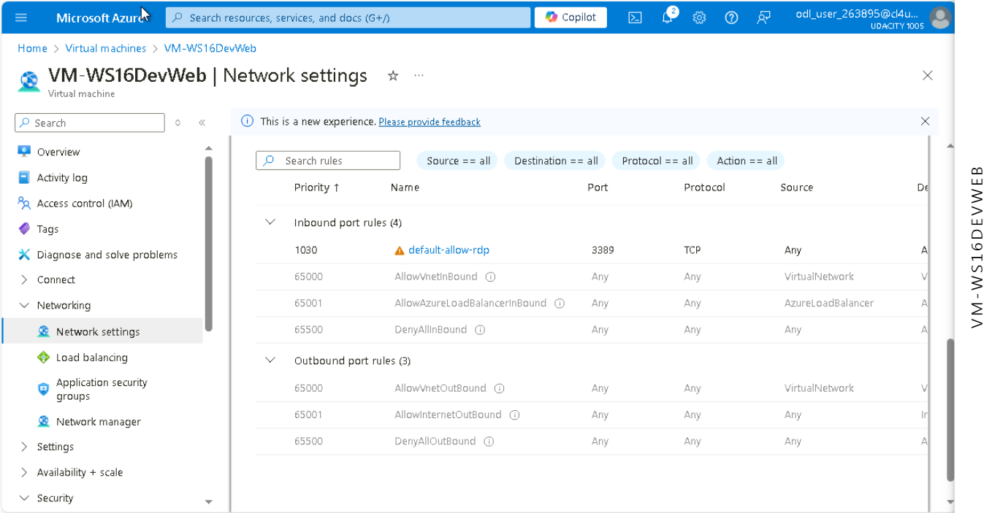 Microsoft Azure
Search resources, services, and docs (G+/)
Copilot
2
odl_user_263895@cl4u...
UDACITY 1005
Home > Virtual machines > VM-WS16DevWeb
VM-WS16DevWeb | Network settings
Virtual machine
Search
This is a new experience. Please provide feedback
Overview
Activity log
Access control (IAM)
Tags
Diagnose and solve problems
Connect
Networking
Network settings
Load balancing
Application security
groups
Network manager
Settings
Availability + scale
Security
Search rules
Source == all
Destination == all
Protocol == all
Action == all
Priority ↑ Name Port Protocol Source De
Inbound port rules (4)
1030 default-allow-rdp 3389 TCP Any A
65000 AllowVnetInBound Any Any VirtualNetwork V
65001 AllowAzureLoadBalancerInBound Any Any AzureLoadBalancer A
65500 DenyAllInBound Any Any Any A
Outbound port rules (3)
65000 AllowVnetOutBound Any Any VirtualNetwork V
65001 AllowInternetOutBound Any Any Any In
65500 DenyAllOutBound Any Any Any A
VM-WS16DEVWEB